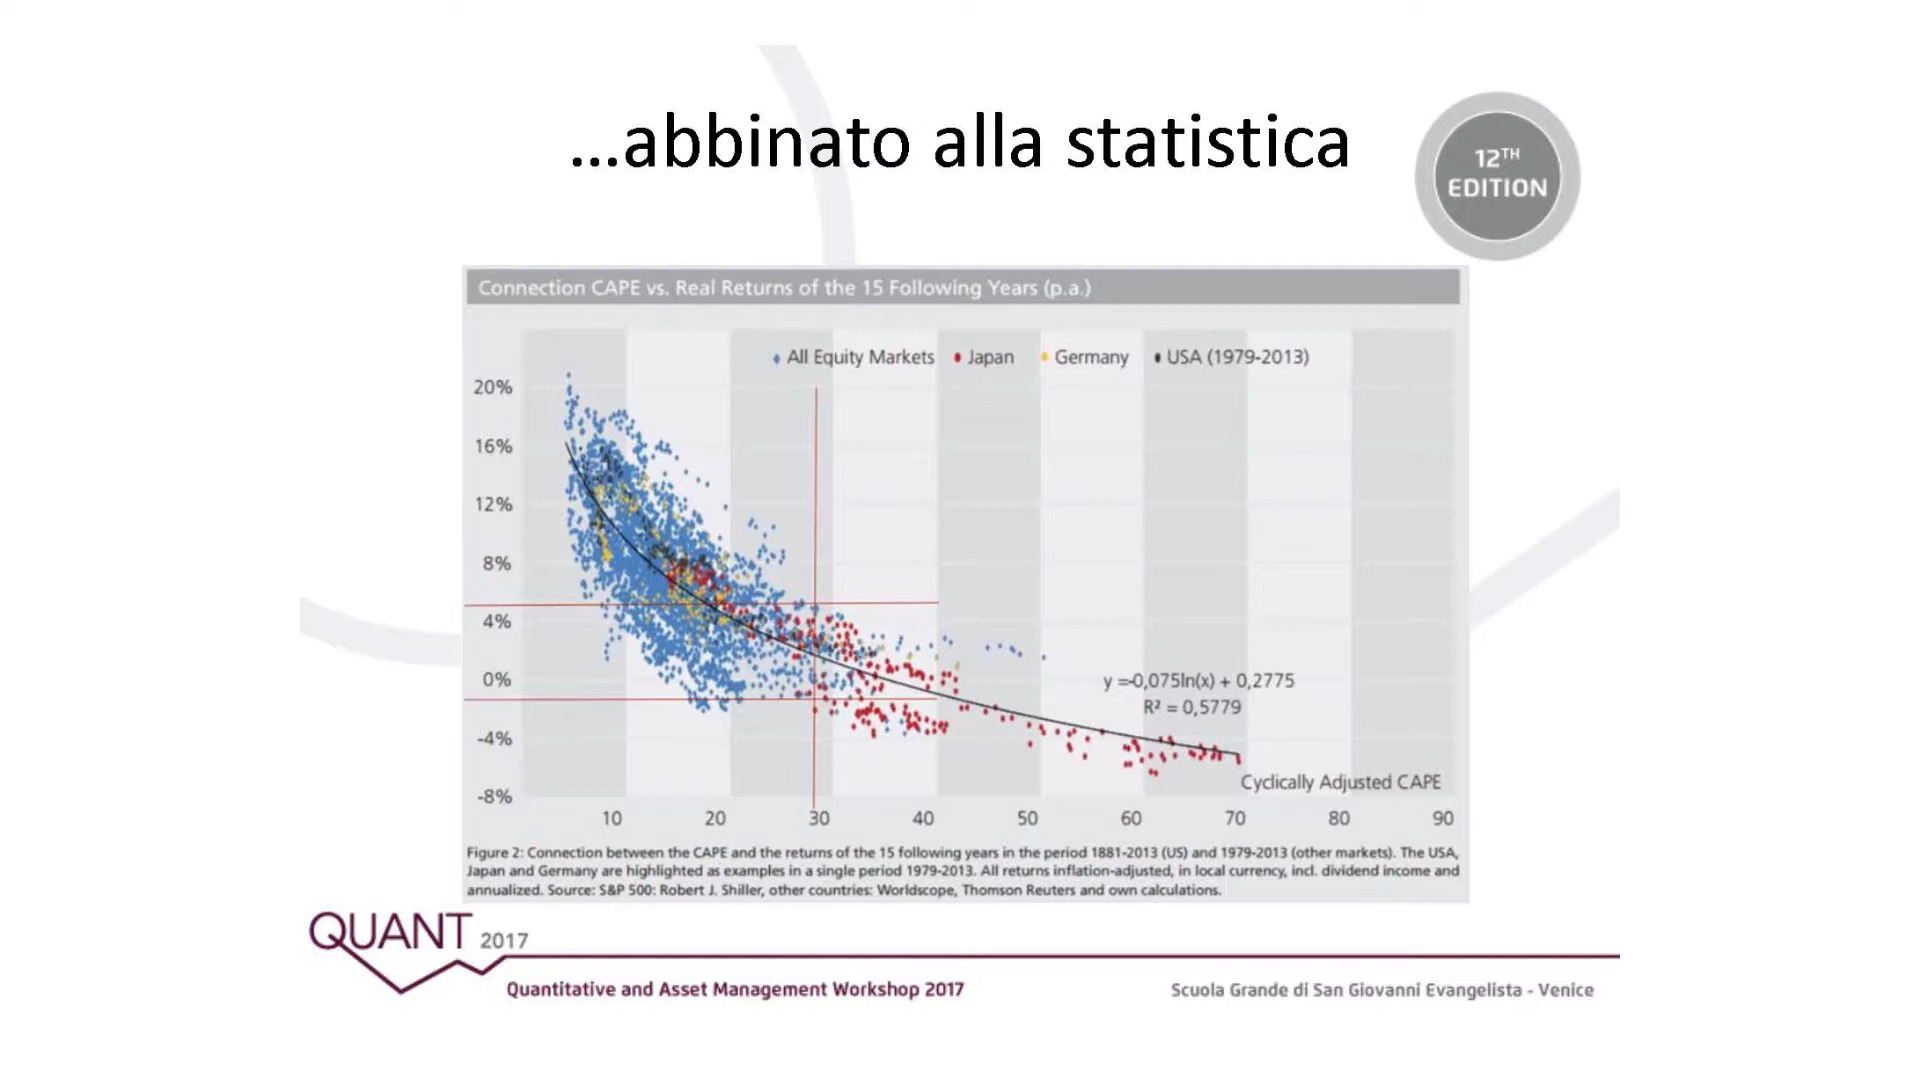 …abbinato alla statistica
12TH
EDITION
Connection CAPE vs. Real Returns of the 15 Following Years (p.a.)
All Equity Markets Japan Germany USA (1979-2013)
20%
16%
12%
8%
4%
0%
-4%
-8%
y =-0,075ln(x) + 0,2775
R² = 0,5779
Cyclically Adjusted CAPE
10 20 30 40 50 60 70 80 90
Figure 2: Connection between the CAPE and the returns of the 15 following years in the period 1881-2013 (US) and 1979-2013 (other markets). The USA,
Japan and Germany are highlighted as examples in a single period 1979-2013. All returns inflation-adjusted, in local currency, incl. dividend income and
annualized. Source: S&P 500: Robert J. Shiller, other countries: Worldscope, Thomson Reuters and own calculations.
QUANT 2017
Quantitative and Asset Management Workshop 2017
Scuola Grande di San Giovanni Evangelista - Venice